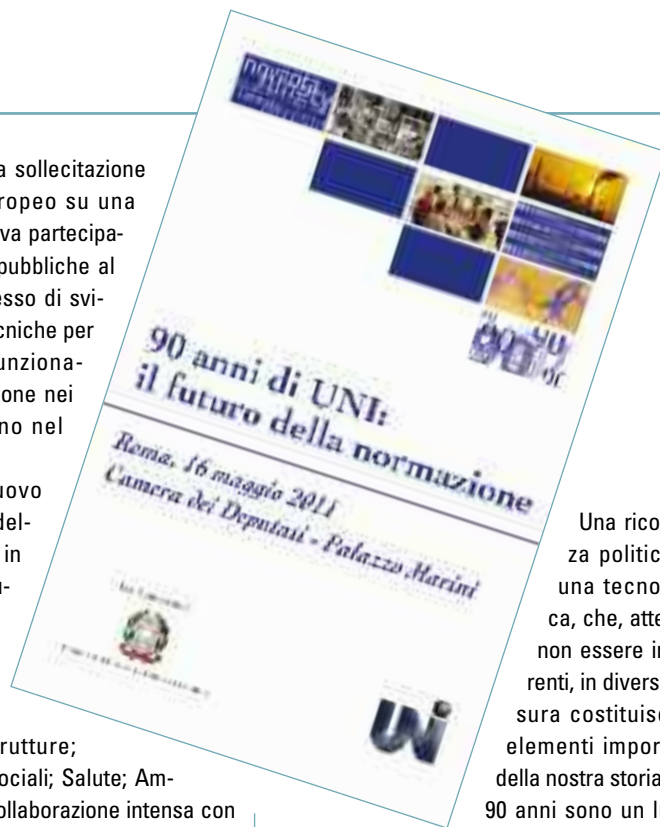 a sollecitazione
ropeo su una
va partecipa-
pubbliche al
esso di svi-
cniche per
unziona-
one nei
no nel
uovo
del-
in
u-
rutture;
ociali; Salute; Am-
ollaborazione intensa con
90 anni di UNI:
il futuro della normazione
Roma, 16 maggio 2011
Camera dei Deputati - Palazzo Marini
UNI
Una rico
za politic
una tecno
ca, che, atte
non essere in
renti, in divers
sura costituisc
elementi impor
della nostra storia
90 anni sono un l